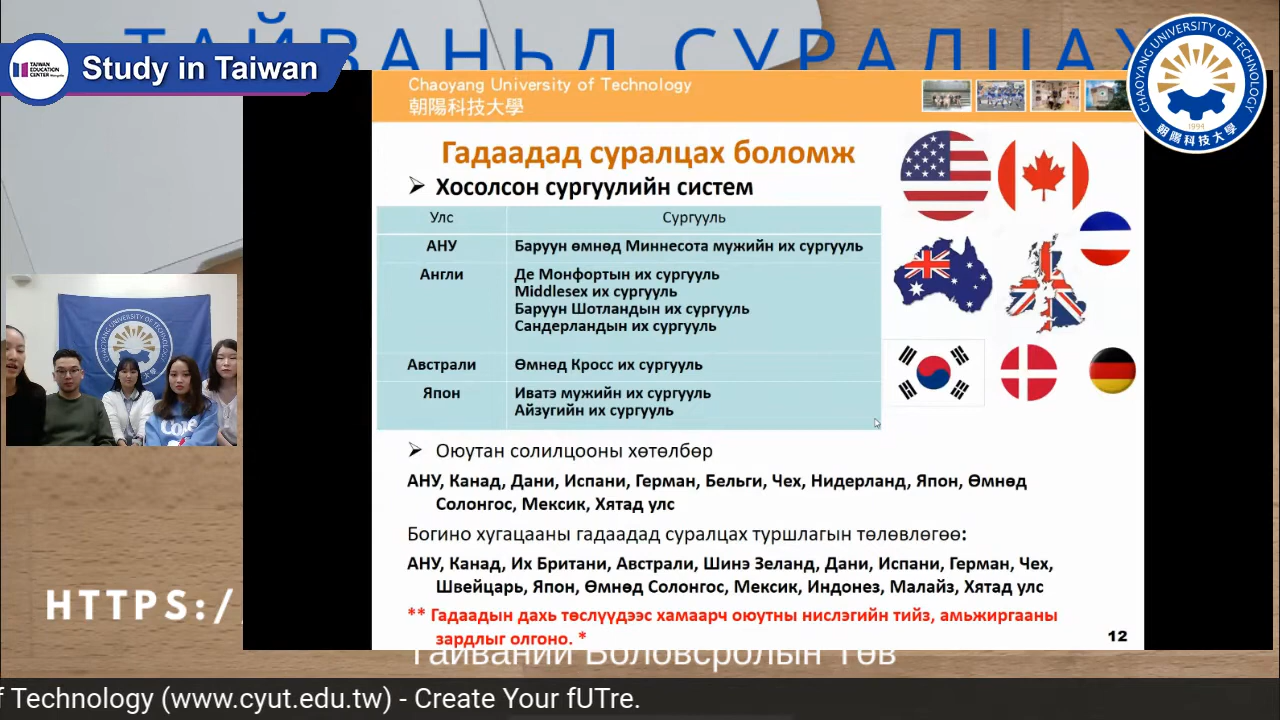 ТАЙВАНЬД СУРАЛЦАХ
TAIWAN EDUCATION CENTER
Study in Taiwan
Chaoyang University of Technology
朝陽科技大學
CHAOYANG UNIVERSITY OF TECHNOLOGY
1994
朝陽科技大學
Гадаадад суралцах боломж
➢ Хосолсон сургуулийн систем
Улс Сургууль
АНУ Баруун өмнөд Миннесота мужийн их сургууль
Англи Де Монфортын их сургууль
Middlesex их сургууль
Баруун Шотландын их сургууль
Сандерландын их сургууль
Австрали Өмнөд Кросс их сургууль
Япон Иватэ мужийн их сургууль
Айзугийн их сургууль
➢ Оюутан солилцооны хөтөлбөр
АНУ, Канад, Дани, Испани, Герман, Бельги, Чех, Нидерланд, Япон, Өмнөд
Солонгос, Мексик, Хятад улс
Богино хугацааны гадаадад суралцах туршлагын төлөвлөгөө:
АНУ, Канад, Их Британи, Австрали, Шинэ Зеланд, Дани, Испани, Герман, Чех,
Швейцарь, Япон, Өмнөд Солонгос, Мексик, Индонез, Малайз, Хятад улс
** Гадаадын дахь төслүүдээс хамаарч оюутны нислэгийн тийз, амьжиргааны
зардлыг олгоно. *
12
HTTPS:/
Тайваний Боловсролын Төв
f Technology (www.cyut.edu.tw) - Create Your fUTre.